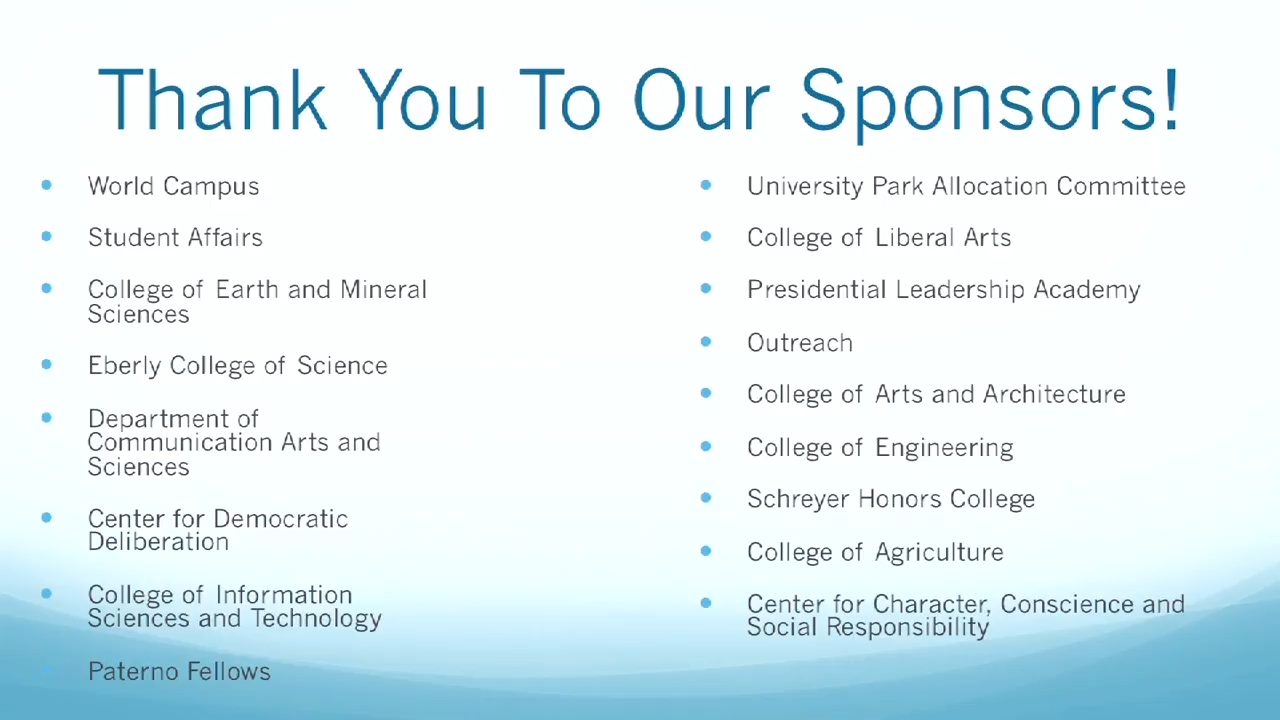 Thank You To Our Sponsors!
World Campus
Student Affairs
College of Earth and Mineral
Sciences
Eberly College of Science
Department of
Communication Arts and
Sciences
Center for Democratic
Deliberation
College of Information
Sciences and Technology
Paterno Fellows
University Park Allocation Committee
College of Liberal Arts
Presidential Leadership Academy
Outreach
College of Arts and Architecture
College of Engineering
Schreyer Honors College
College of Agriculture
Center for Character, Conscience and
Social Responsibility